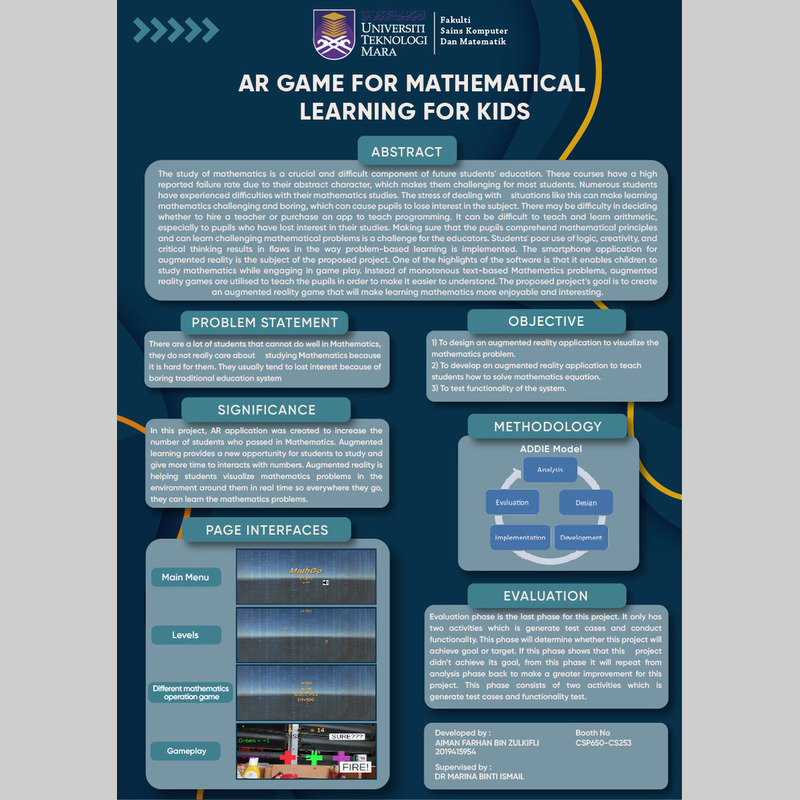 UNIVERSITI
TEKNOLOGI
MARA
Fakulti
Sains Komputer
Dan Matematik
AR GAME FOR MATHEMATICAL
LEARNING FOR KIDS
ABSTRACT
The study of mathematics is a crucial and difficult component of future students' education. These courses have a high
reported failure rate due to their abstract character, which makes them challenging for most students. Numerous students
have experienced difficulties with their mathematics studies. The stress of dealing with situations like this can make learning
mathematics challenging and boring, which can cause pupils to lose interest in the subject. There may be difficulty in deciding
whether to hire a teacher or purchase an app to teach programming. It can be difficult to teach and learn arithmetic,
especially to pupils who have lost interest in their studies. Making sure that the pupils comprehend mathematical principles
and can learn challenging mathematical problems is a challenge for the educators. Students' poor use of logic, creativity, and
critical thinking results in flaws in the way problem-based learning is implemented. The smartphone application for
augmented reality is the subject of the proposed project. One of the highlights of the software is that it enables children to
study mathematics while engaging in game play. Instead of monotonous text-based Mathematics problems, augmented
reality games are utilised to teach the pupils in order to make it easier to understand. The proposed project's goal is to create
an augmented reality game that will make learning mathematics more enjoyable and interesting.
PROBLEM STATEMENT
There are a lot of students that cannot do well in Mathematics,
they do not really care about studying Mathematics because
it is hard for them. They usually tend to lost interest because of
boring traditional education system
OBJECTIVE
1) To design an augmented reality application to visualize the
mathematics problem.
2) To develop an augmented reality application to teach
students how to solve mathematics equation.
3) To test functionality of the system.
SIGNIFICANCE
In this project, AR application was created to increase the
number of students who passed in Mathematics. Augmented
learning provides a new opportunity for students to study and
give more time to interacts with numbers. Augmented reality is
helping students visualize mathematics problems in the
environment around them in real time so everywhere they go,
they can learn the mathematics problems.
METHODOLOGY
ADDIE Model
Analysis
Evaluation
Design
Implementation
Development
PAGE INTERFACES
Main Menu
MathGo
Levels
Different mathematics
operation game
Gameplay
= 14
SURE???
Green = -1
FIRE!
EVALUATION
Evaluation phase is the last phase for this project. It only has
two activities which is generate test cases and conduct
functionality. This phase will determine whether this project will
achieve goal or target. If this phase shows that this project
didn't achieve its goal, from this phase it will repeat from
analysis phase back to make a greater improvement for this
project. This phase consists of two activities which is
generate test cases and functionality test.
Developed by :
AIMAN FARHAN BIN ZULKIFLI
2019415954
Booth No
CSP650-CS253
Supervised by :
DR MARINA BINTI ISMAIL